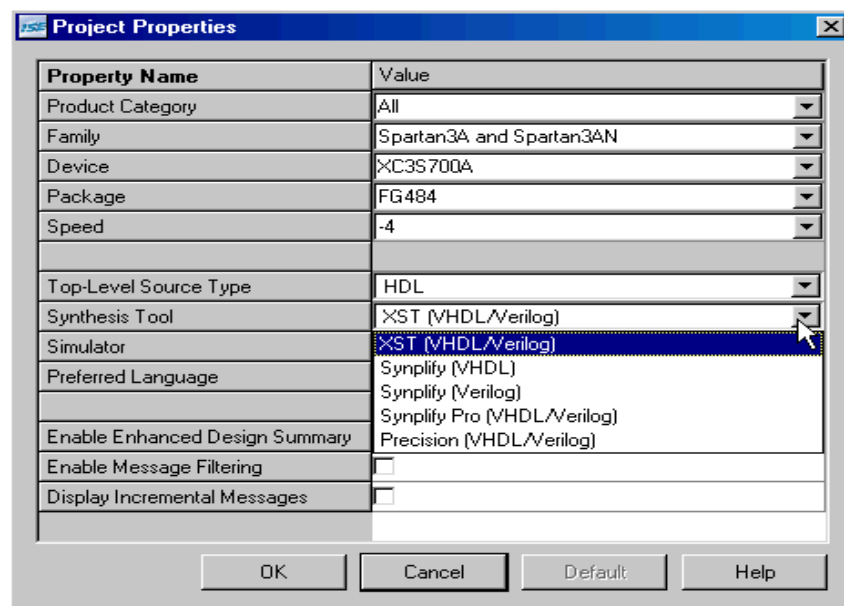 ISE Project Properties
Property Name Value
Product Category All
Family Spartan3A and Spartan3AN
Device XC3S700A
Package FG484
Speed -4
Top-Level Source Type HDL
Synthesis Tool XST (VHDL/Verilog)
Simulator XST (VHDL/Verilog)
Synplify (VHDL)
Preferred Language
Synplify (Verilog)
Synplify Pro (VHDL/Verilog)
Enable Enhanced Design Summary Precision (VHDL/Verilog)
Enable Message Filtering
Display Incremental Messages
OK Cancel Default Help